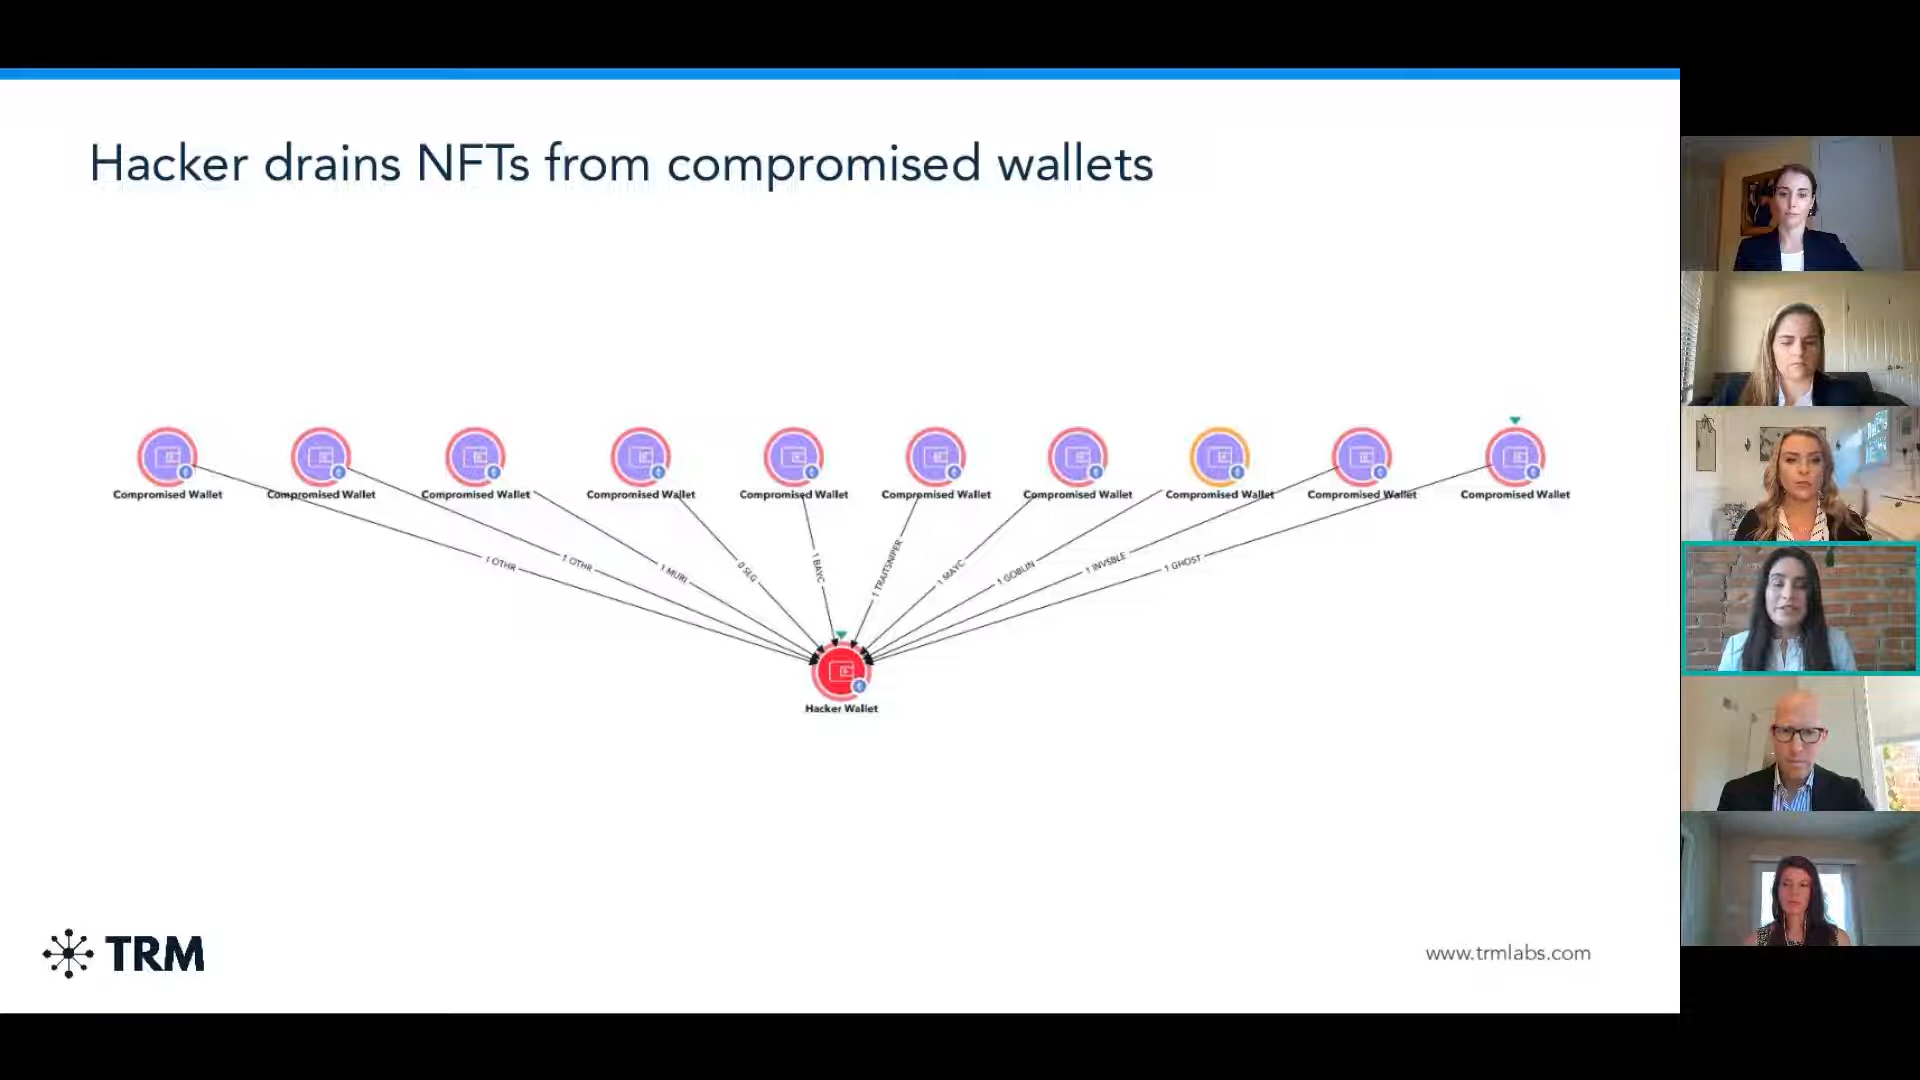 Hacker drains NFTs from compromised wallets
Compromised Wallet
Compromised Wallet
Compromised Wallet
Compromised Wallet
Compromised Wallet
Compromised Wallet
Compromised Wallet
Compromised Wallet
Compromised Wallet
Compromised Wallet
1 OTHR
1 OTHR
1 MURI
0 SLG
1 BAYC
1 TRAITSNIPER
1 MAYC
1 GOBLIN
1 INVSBLE
1 GHOST
Hacker Wallet
TRM
www.trmlabs.com